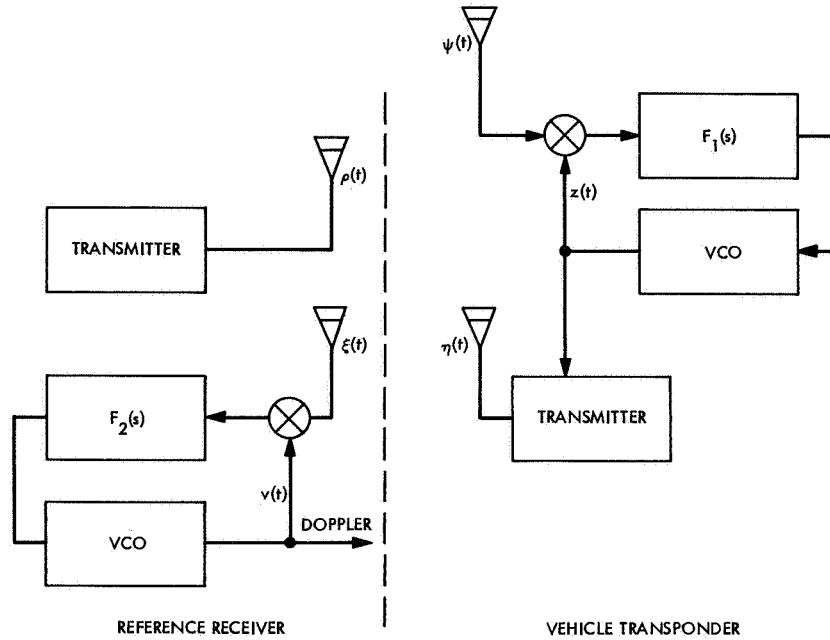 ψ(t)
F₁(s)
z(t)
ρ(t)
TRANSMITTER
VCO
ξ(t)
η(t)
F₂(s)
TRANSMITTER
v(t)
VCO
DOPPLER
REFERENCE RECEIVER
VEHICLE TRANSPONDER